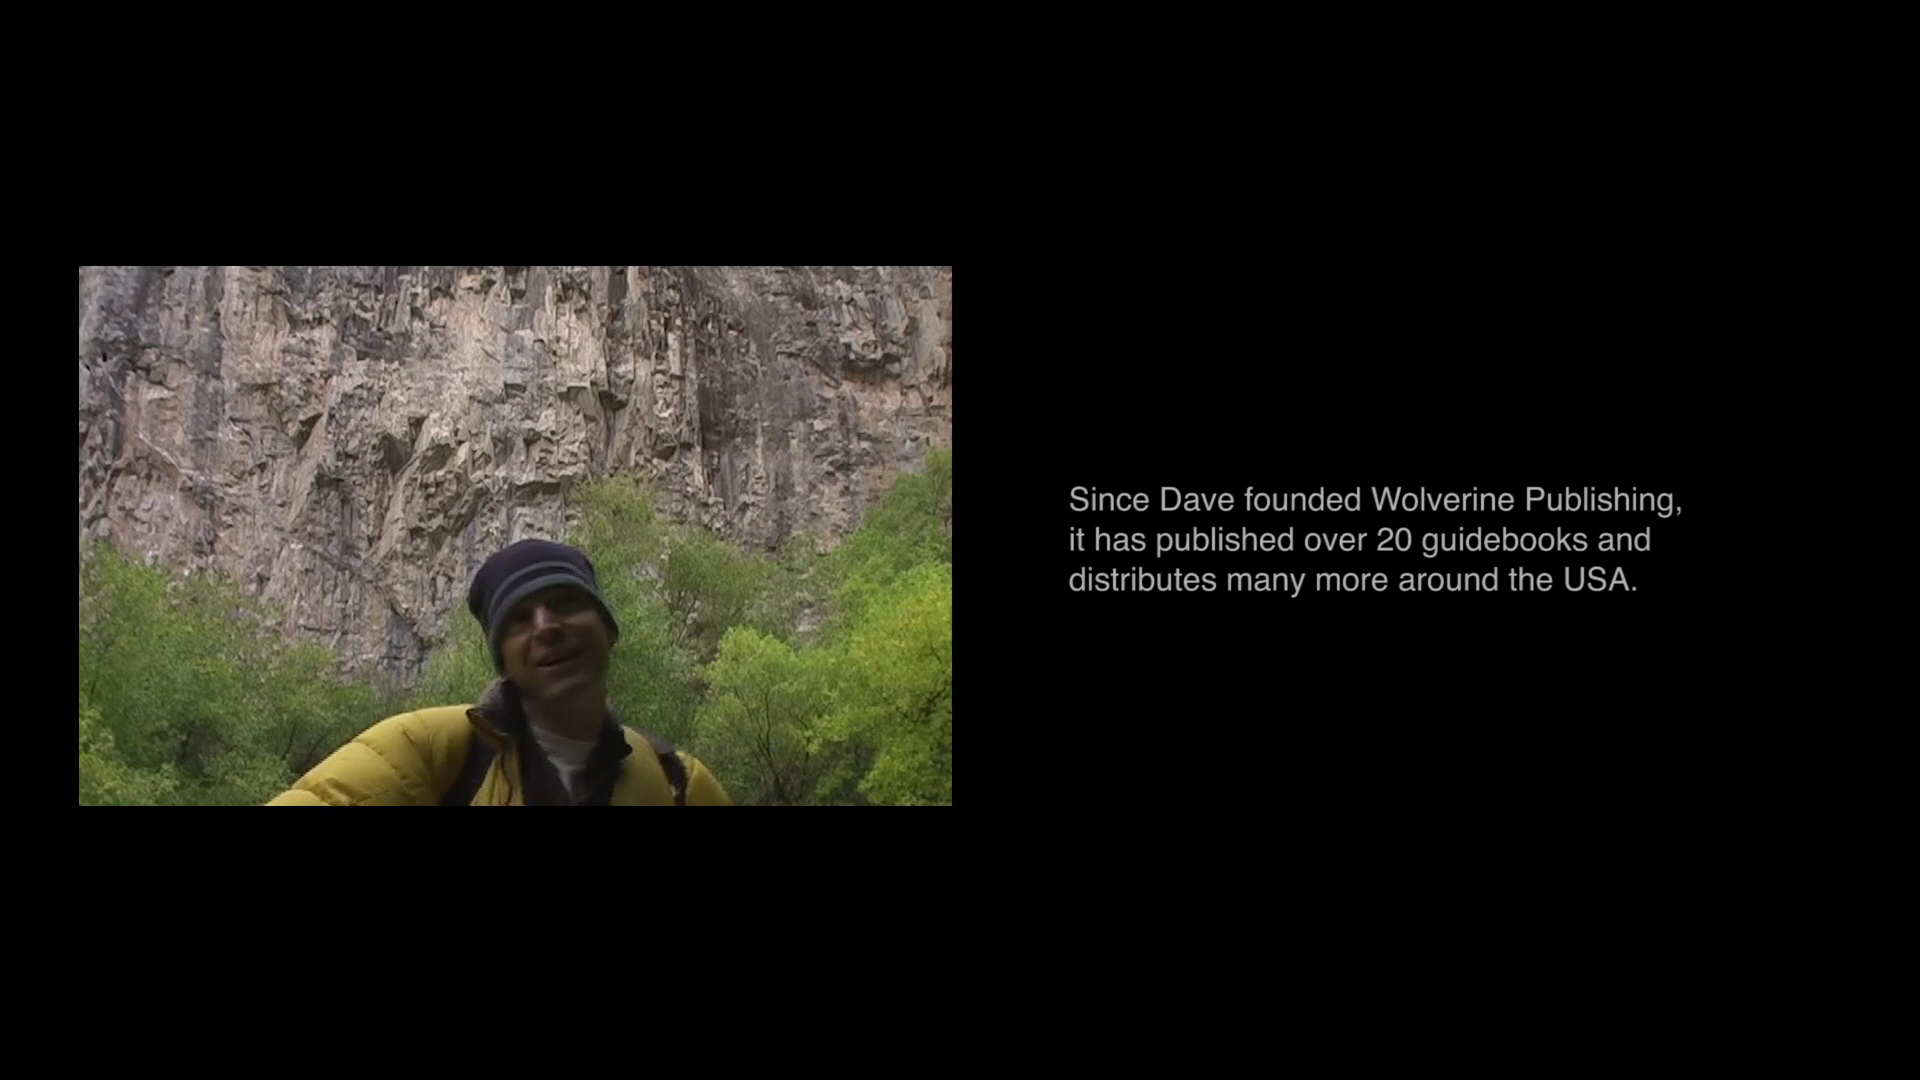 Since Dave founded Wolverine Publishing,
it has published over 20 guidebooks and
distributes many more around the USA.